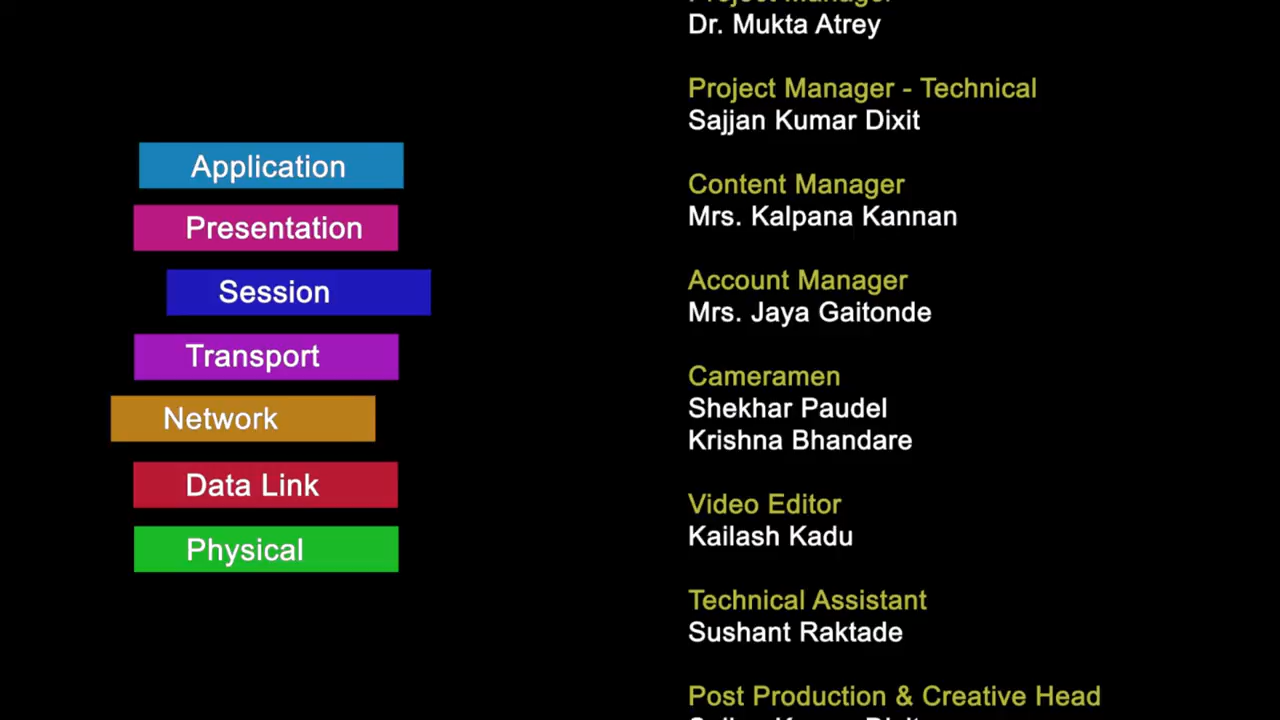 Application
Presentation
Session
Transport
Network
Data Link
Physical
Project Manager
Dr. Mukta Atrey
Project Manager - Technical
Sajjan Kumar Dixit
Content Manager
Mrs. Kalpana Kannan
Account Manager
Mrs. Jaya Gaitonde
Cameramen
Shekhar Paudel
Krishna Bhandare
Video Editor
Kailash Kadu
Technical Assistant
Sushant Raktade
Post Production & Creative Head